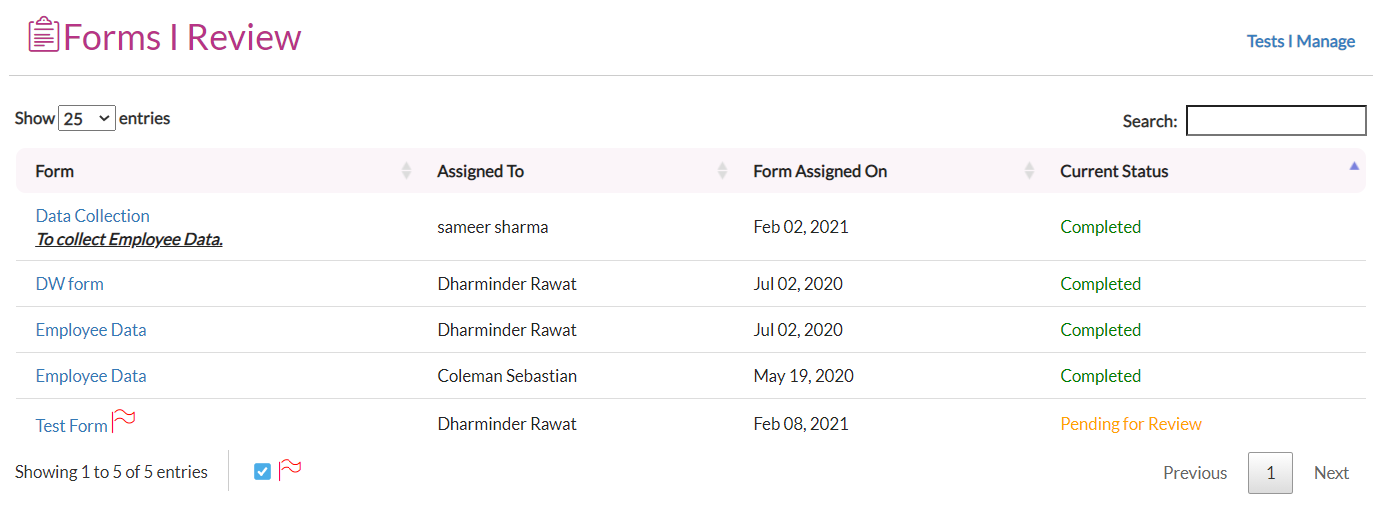 Forms I Review
Tests I Manage
Show 25 entries
Search:
Form Assigned To Form Assigned On Current Status
Data Collection
To collect Employee Data.
sameer sharma Feb 02, 2021 Completed
DW form Dharminder Rawat Jul 02, 2020 Completed
Employee Data Dharminder Rawat Jul 02, 2020 Completed
Employee Data Coleman Sebastian May 19, 2020 Completed
Test Form Dharminder Rawat Feb 08, 2021 Pending for Review
Showing 1 to 5 of 5 entries
Previous 1 Next